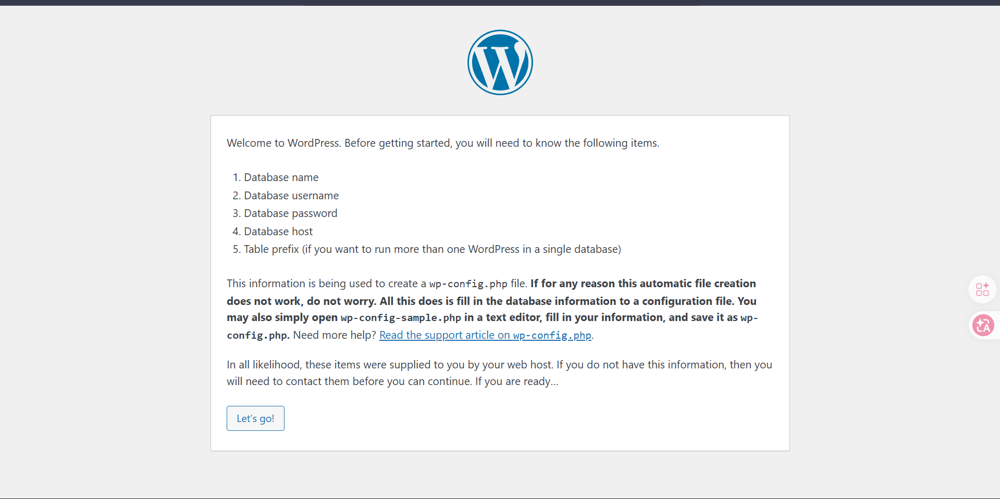 Welcome to WordPress. Before getting started, you will need to know the following items.
1. Database name
2. Database username
3. Database password
4. Database host
5. Table prefix (if you want to run more than one WordPress in a single database)
This information is being used to create a wp-config.php file. If for any reason this automatic file creation
does not work, do not worry. All this does is fill in the database information to a configuration file. You
may also simply open wp-config-sample.php in a text editor, fill in your information, and save it as wp-
config.php. Need more help? Read the support article on wp-config.php.
In all likelihood, these items were supplied to you by your web host. If you do not have this information, then you
will need to contact them before you can continue. If you are ready…
Let’s go!